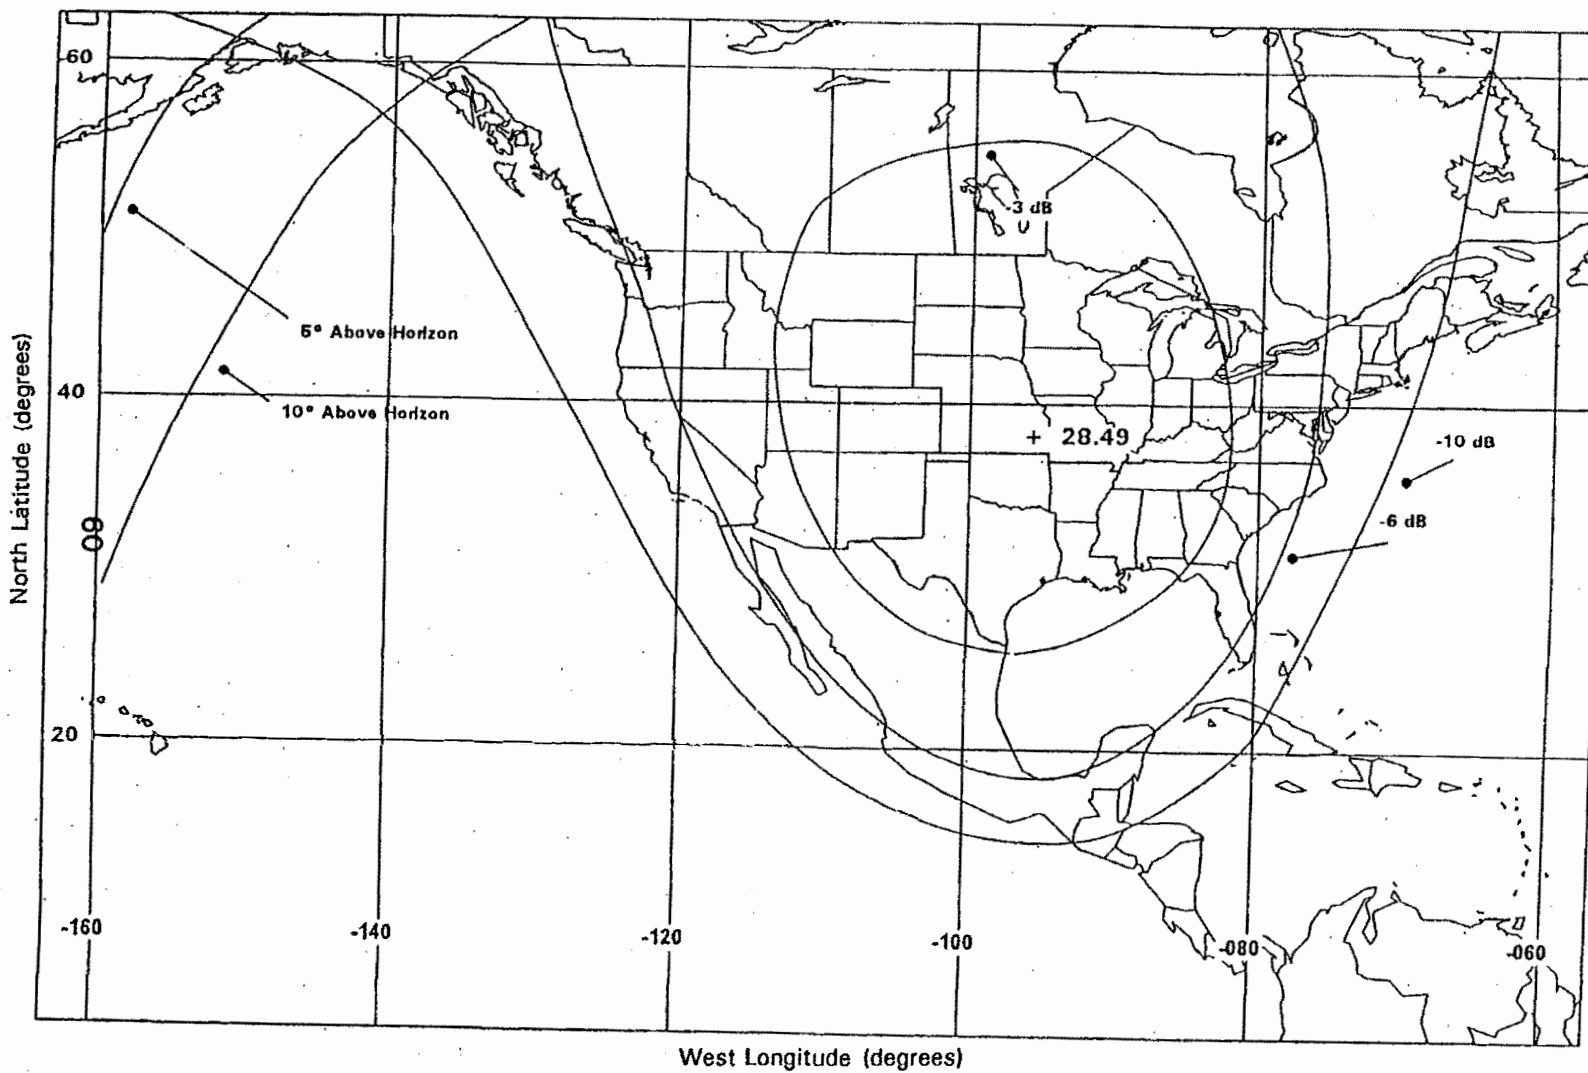 60
-3 dB
5° Above Horizon
10° Above Horizon
40
+ 28.49
-10 dB
-6 dB
60
20
-160
-140
-120
-100
-080
-060
North Latitude (degrees)
West Longitude (degrees)